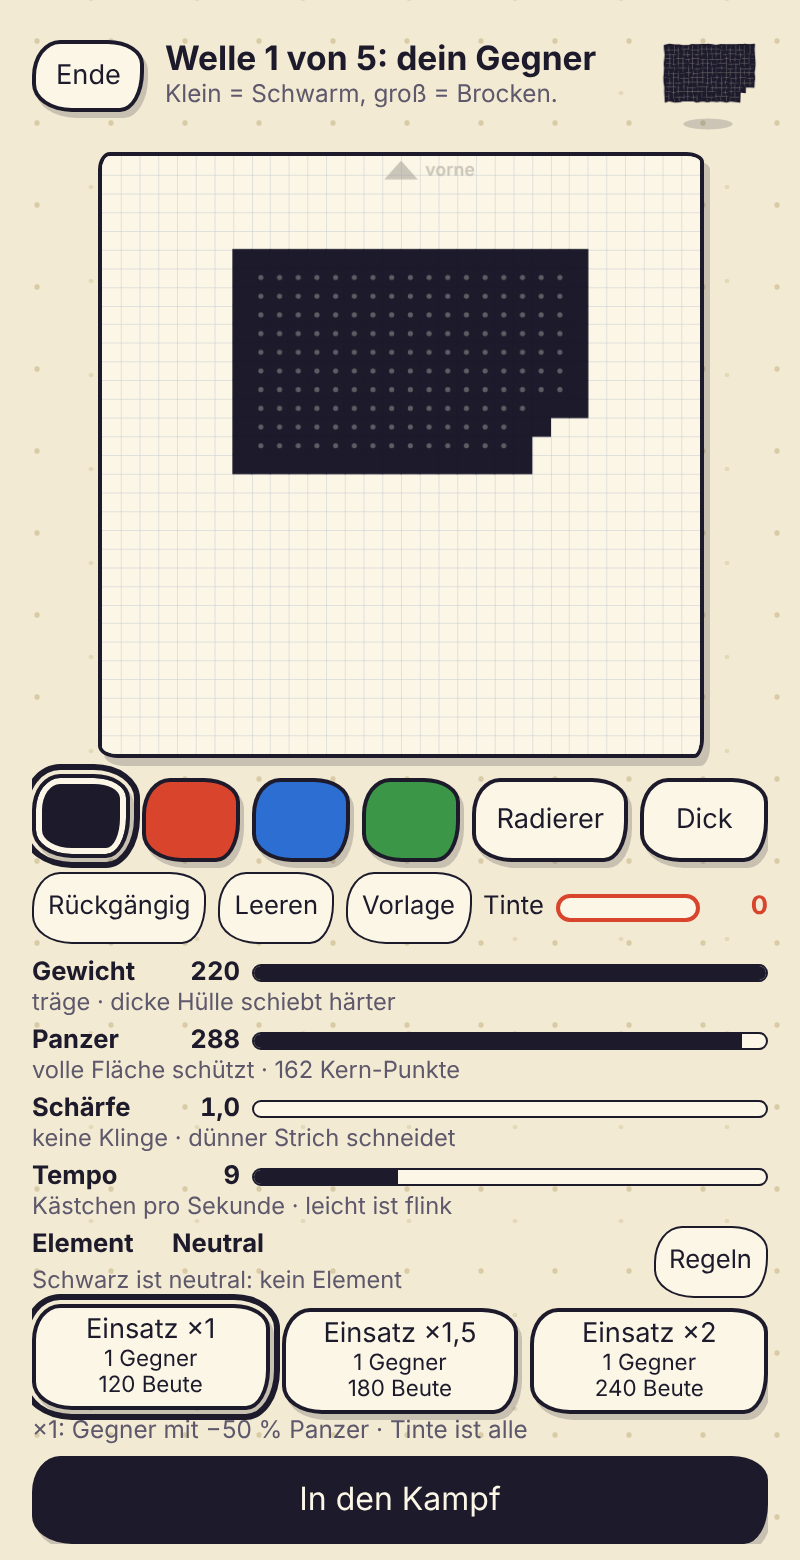 Ende
Welle 1 von 5: dein Gegner
Klein = Schwarm, groß = Brocken.
vorne
Radierer
Dick
Rückgängig
Leeren
Vorlage
Tinte
0
Gewicht 220
träge · dicke Hülle schiebt härter
Panzer 288
volle Fläche schützt · 162 Kern-Punkte
Schärfe 1,0
keine Klinge · dünner Strich schneidet
Tempo 9
Kästchen pro Sekunde · leicht ist flink
Element Neutral
Schwarz ist neutral: kein Element
Regeln
Einsatz ×1
1 Gegner
120 Beute
Einsatz ×1,5
1 Gegner
180 Beute
Einsatz ×2
1 Gegner
240 Beute
×1: Gegner mit −50 % Panzer · Tinte ist alle
In den Kampf